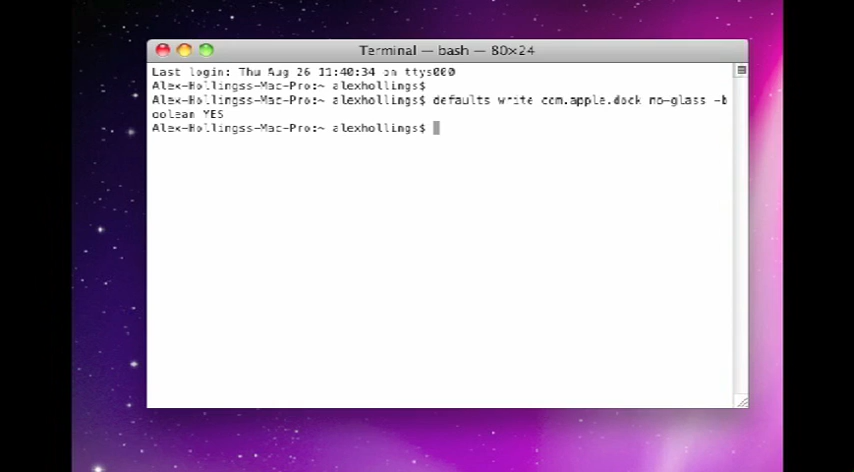 Terminal — bash — 80×24
Last login: Thu Aug 26 11:40:34 on ttys000
Alex-Hollingss-Mac-Pro:~ alexhollings$
Alex-Hollingss-Mac-Pro:~ alexhollings$ defaults write com.apple.dock no-glass -b
oolean YES
Alex-Hollingss-Mac-Pro:~ alexhollings$